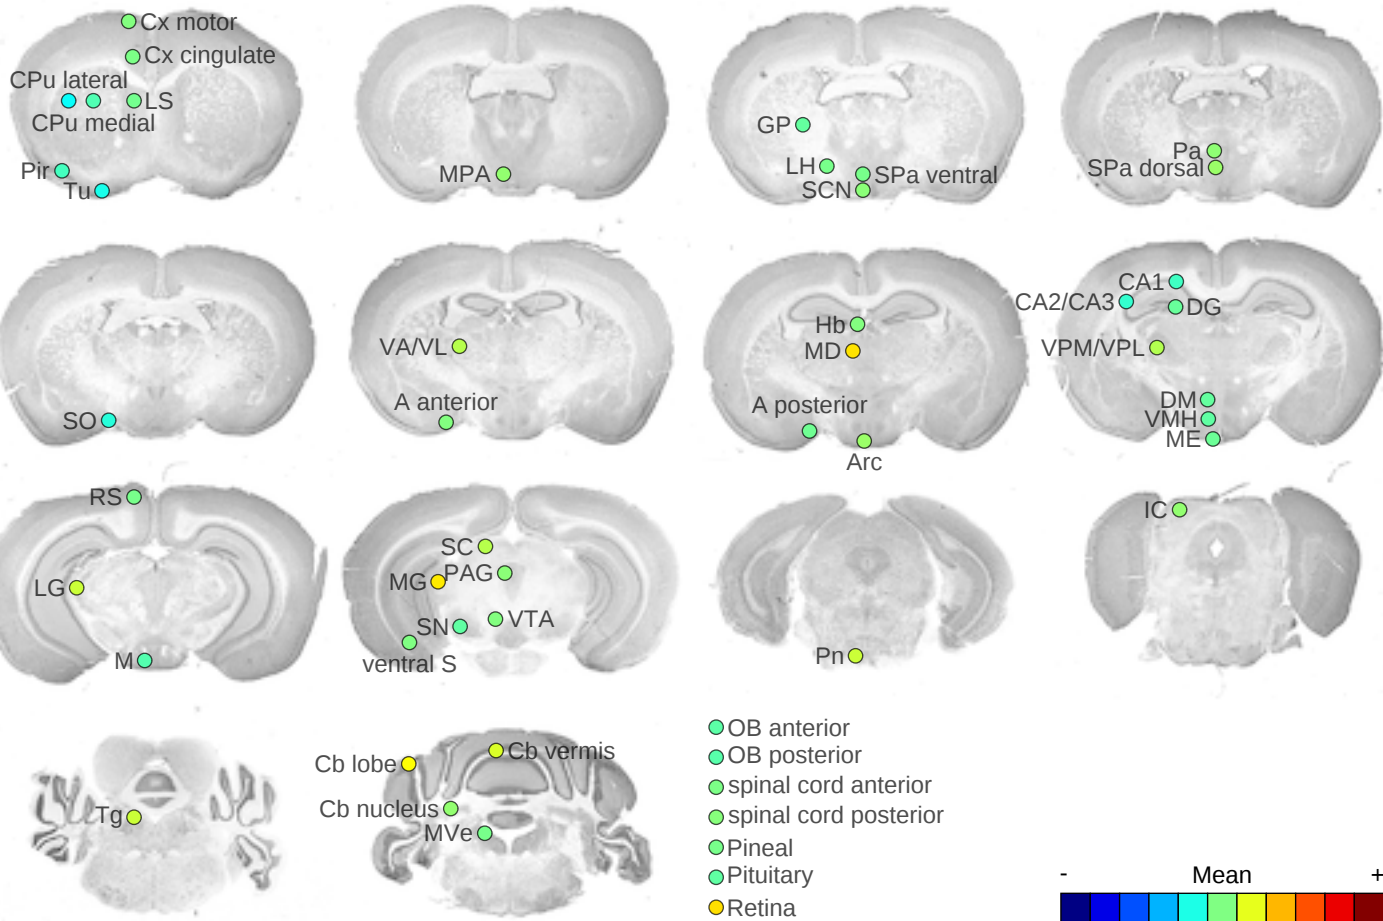 Cx motor
Cx cingulate
CPu lateral
LS
CPu medial
Pir
Tu
MPA
GP
LH
SPa ventral
SCN
Pa
SPa dorsal
SO
VA/VL
A anterior
Hb
MD
A posterior
Arc
CA1
CA2/CA3
DG
VPM/VPL
DM
VMH
ME
RS
LG
M
SC
MG
PAG
SN
VTA
ventral S
Pn
IC
Tg
Cb lobe
Cb vermis
Cb nucleus
MVe
OB anterior
OB posterior
spinal cord anterior
spinal cord posterior
Pineal
Pituitary
Retina
- Mean +